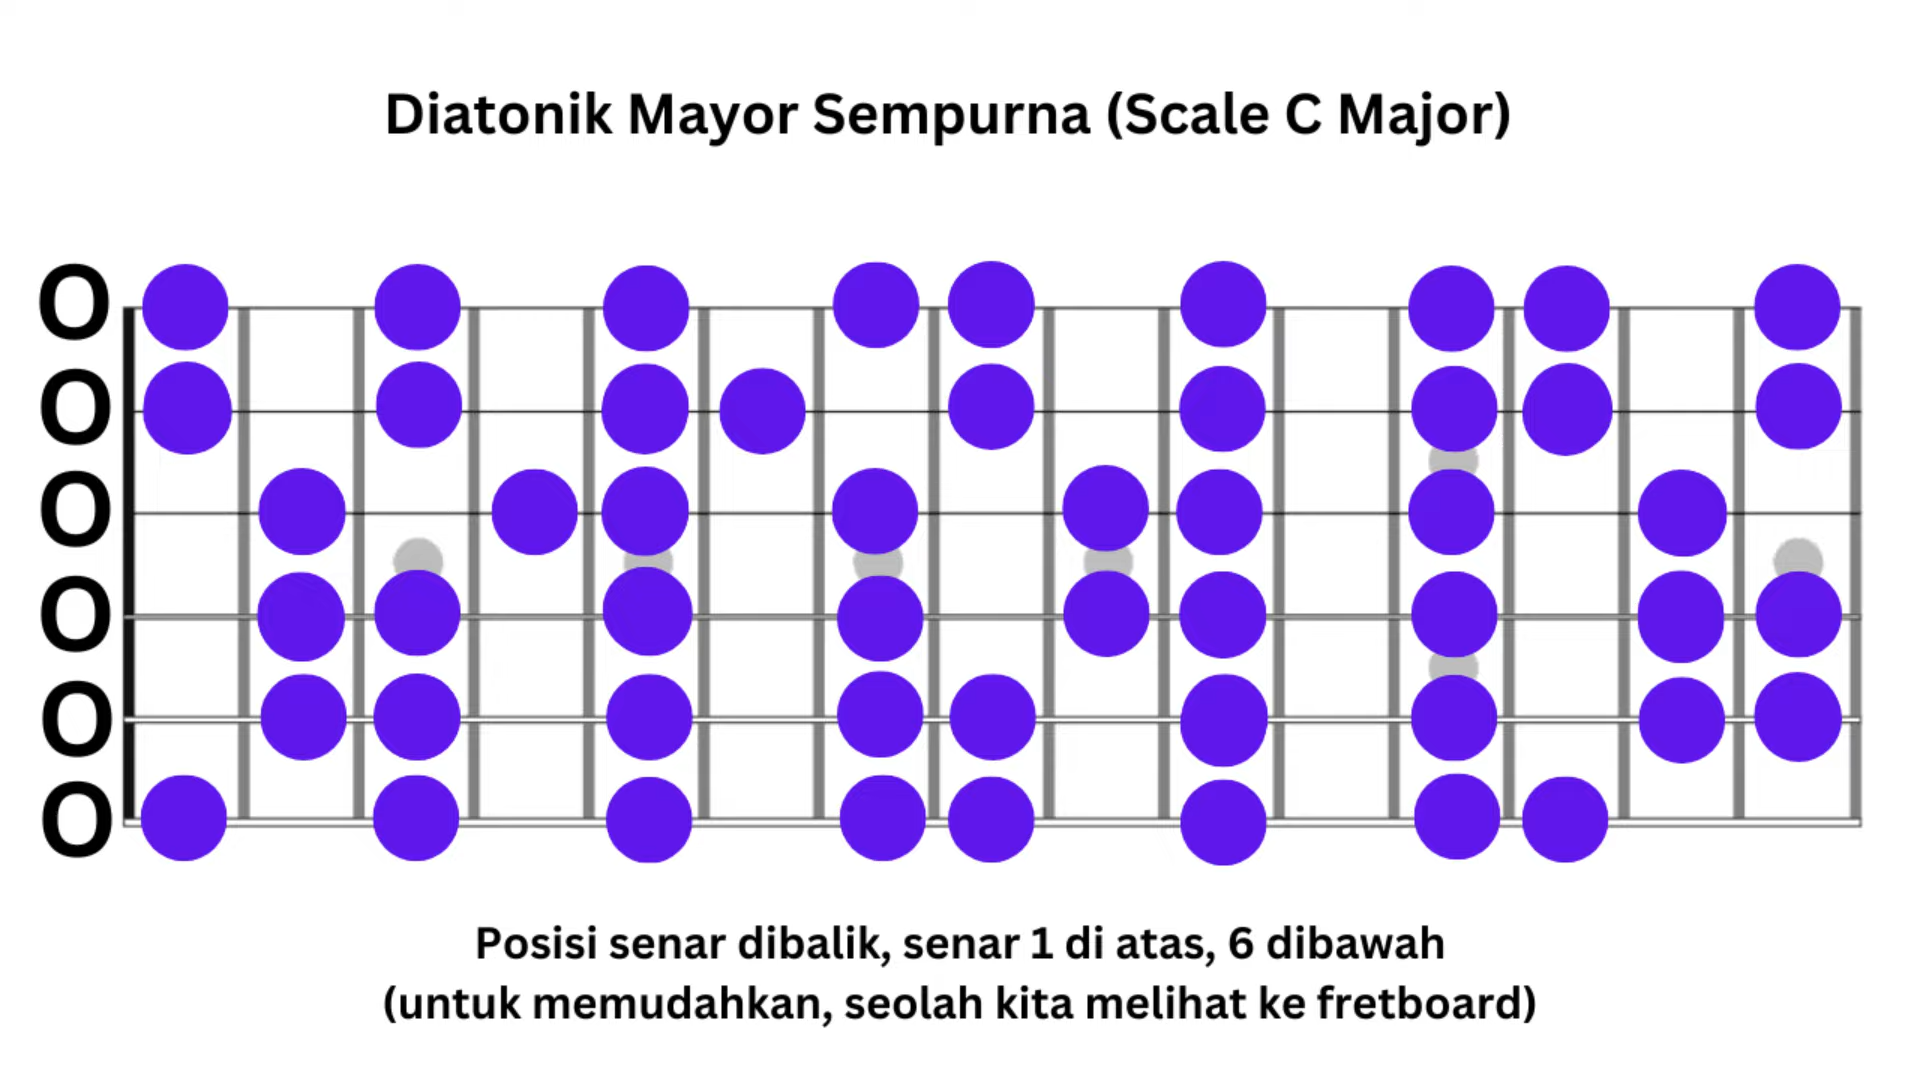 Diatonik Mayor Sempurna (Scale C Major)
O
O
O
O
O
O
Posisi senar dibalik, senar 1 di atas, 6 dibawah
(untuk memudahkan, seolah kita melihat ke fretboard)